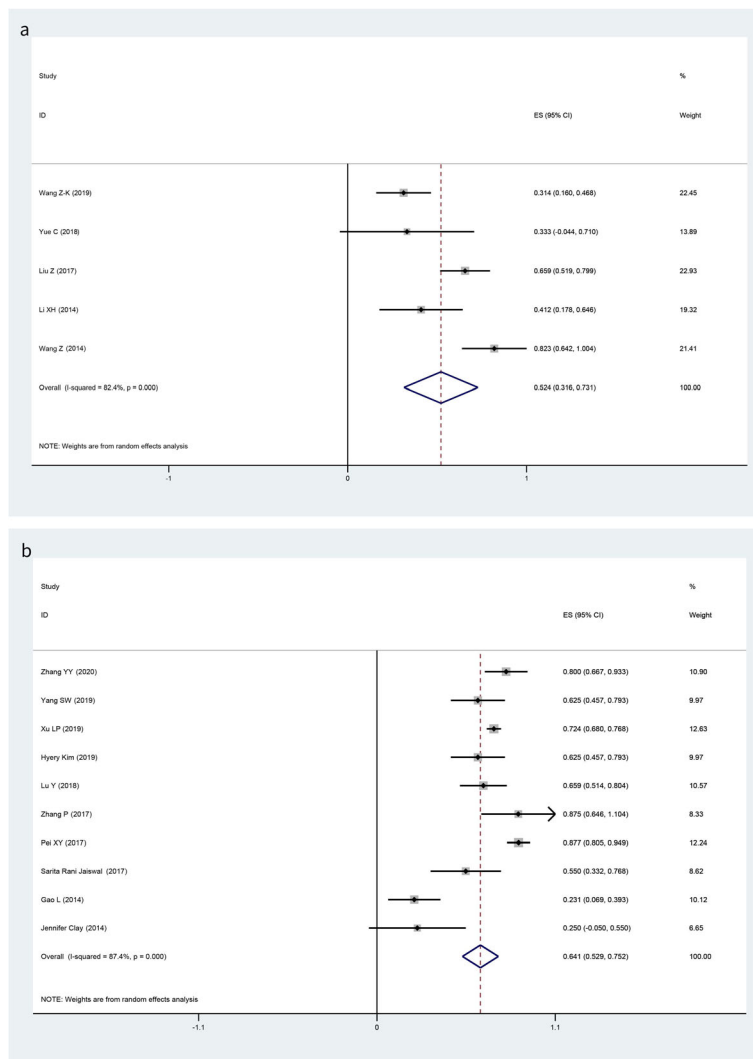 a
Study %
ID ES (95% CI) Weight
Wang Z-K (2019) 0.314 (0.160, 0.468) 22.45
Yue C (2018) 0.333 (-0.044, 0.710) 13.89
Liu Z (2017) 0.659 (0.519, 0.799) 22.93
Li XH (2014) 0.412 (0.178, 0.646) 19.32
Wang Z (2014) 0.823 (0.642, 1.004) 21.41
Overall (I-squared = 82.4%, p = 0.000) 0.524 (0.316, 0.731) 100.00
NOTE: Weights are from random effects analysis
-1 0 1
b
Study %
ID ES (95% CI) Weight
Zhang YY (2020) 0.800 (0.667, 0.933) 10.90
Yang SW (2019) 0.625 (0.457, 0.793) 9.97
Xu LP (2019) 0.724 (0.680, 0.768) 12.63
Hyery Kim (2019) 0.625 (0.457, 0.793) 9.97
Lu Y (2018) 0.659 (0.514, 0.804) 10.57
Zhang P (2017) 0.875 (0.646, 1.104) 8.33
Pei XY (2017) 0.877 (0.805, 0.949) 12.24
Sarita Rani Jaiswal (2017) 0.550 (0.332, 0.768) 8.62
Gao L (2014) 0.231 (0.069, 0.393) 10.12
Jennifer Clay (2014) 0.250 (-0.050, 0.550) 6.65
Overall (I-squared = 87.4%, p = 0.000) 0.641 (0.529, 0.752) 100.00
NOTE: Weights are from random effects analysis
-1.1 0 1.1